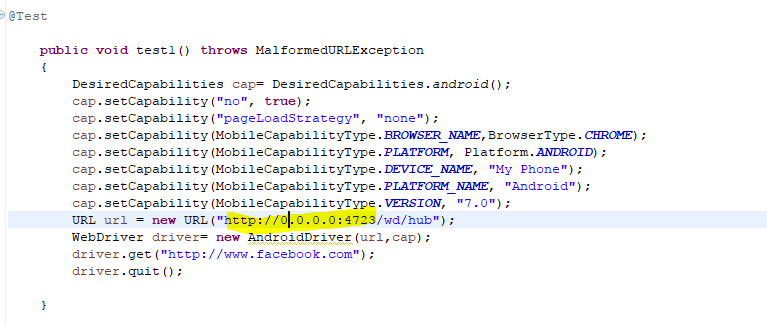 @Test
public void test1() throws MalformedURLException
{
DesiredCapabilities cap= DesiredCapabilities.android();
cap.setCapability("no", true);
cap.setCapability("pageLoadStrategy", "none");
cap.setCapability(MobileCapabilityType.BROWSER_NAME,BrowserType.CHROME);
cap.setCapability(MobileCapabilityType.PLATFORM, Platform.ANDROID);
cap.setCapability(MobileCapabilityType.DEVICE_NAME, "My Phone");
cap.setCapability(MobileCapabilityType.PLATFORM_NAME, "Android");
cap.setCapability(MobileCapabilityType.VERSION, "7.0");
URL url = new URL("http://0.0.0.0:4723/wd/hub");
WebDriver driver= new AndroidDriver(url,cap);
driver.get("http://www.facebook.com");
driver.quit();
}